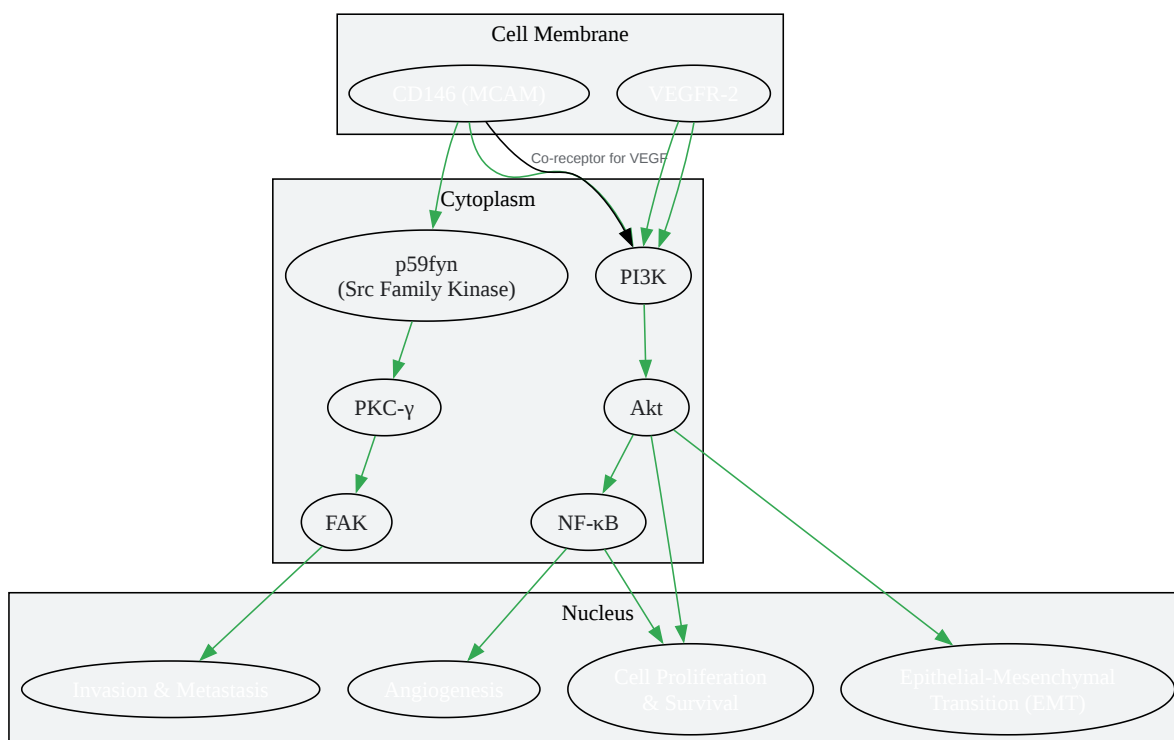 Cell Membrane
CD146 (MCAM)
VEGFR-2
Co-receptor for VEGF
Cytoplasm
p59fyn
(Src Family Kinase)
PI3K
PKC-γ
Akt
FAK
NF-κB
Nucleus
Invasion & Metastasis
Angiogenesis
Cell Proliferation
& Survival
Epithelial-Mesenchymal
Transition (EMT)